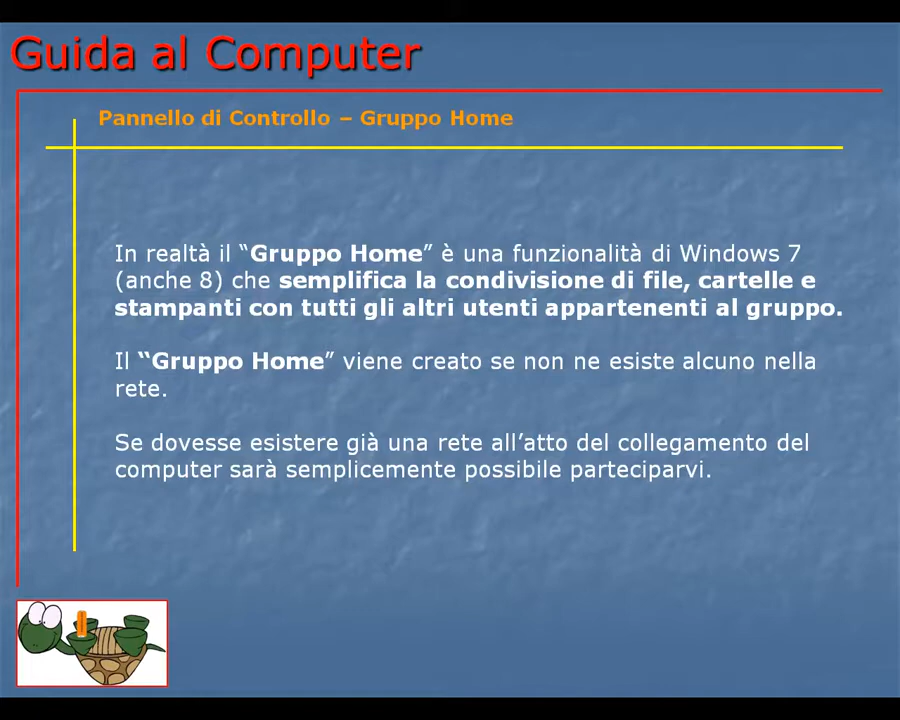 Guida al Computer
Pannello di Controllo – Gruppo Home
In realtà il “Gruppo Home” è una funzionalità di Windows 7
(anche 8) che semplifica la condivisione di file, cartelle e
stampanti con tutti gli altri utenti appartenenti al gruppo.
Il “Gruppo Home” viene creato se non ne esiste alcuno nella
rete.
Se dovesse esistere già una rete all’atto del collegamento del
computer sarà semplicemente possibile parteciparvi.